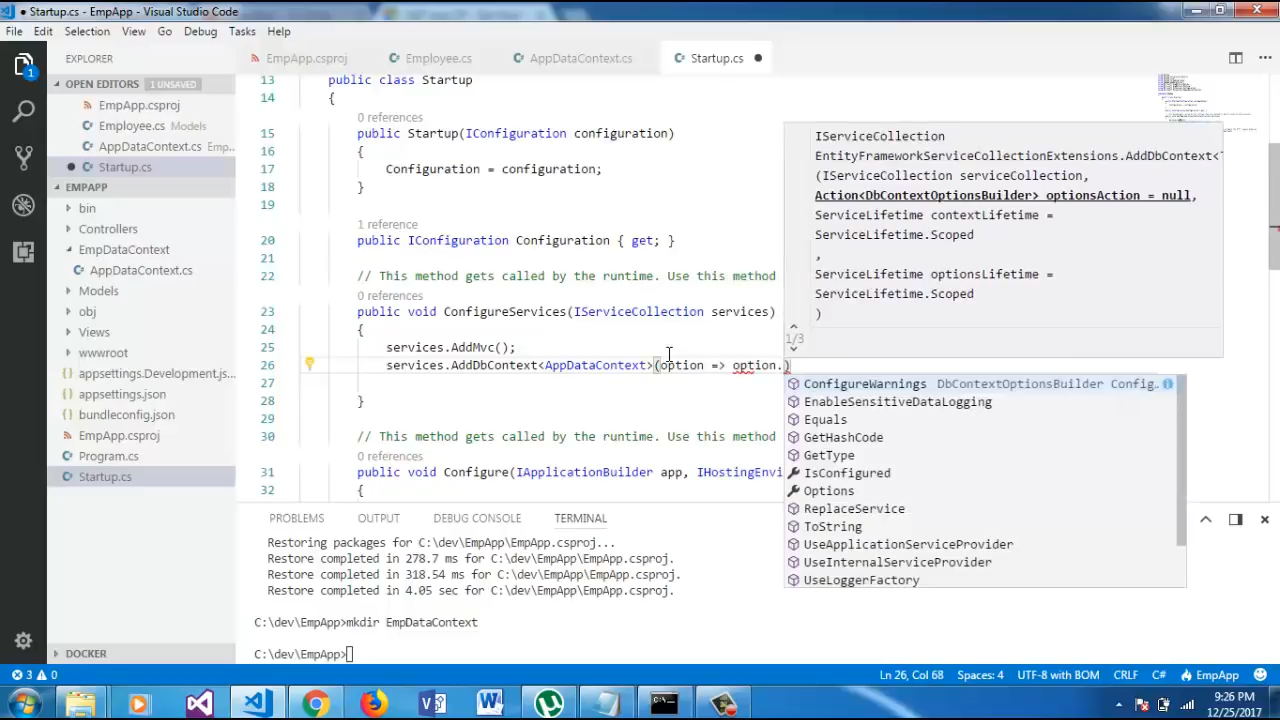 Startup.cs - EmpApp - Visual Studio Code
File Edit Selection View Go Debug Tasks Help
EXPLORER
EmpApp.csproj
Employee.cs
AppDataContext.cs
Startup.cs
1
OPEN EDITORS 1 UNSAVED
EmpApp.csproj
Employee.cs Models
AppDataContext.cs Emp...
Startup.cs
EMPAPP
bin
Controllers
EmpDataContext
AppDataContext.cs
Models
obj
Views
wwwroot
appsettings.Development.js...
appsettings.json
bundleconfig.json
EmpApp.csproj
Program.cs
Startup.cs
DOCKER
13 public class Startup
14 {
0 references
15 public Startup(IConfiguration configuration)
16 {
17 Configuration = configuration;
18 }
19
1 reference
20 public IConfiguration Configuration { get; }
21
22 // This method gets called by the runtime. Use this method
0 references
23 public void ConfigureServices(IServiceCollection services)
24 {
25 services.AddMvc();
26 services.AddDbContext<AppDataContext>(option => option.)
27
28 }
29
30 // This method gets called by the runtime. Use this method
0 references
31 public void Configure(IApplicationBuilder app, IHostingEnvi
32 {
IServiceCollection
EntityFrameworkServiceCollectionExtensions.AddDbContext<
(IServiceCollection serviceCollection,
Action<DbContextOptionsBuilder> optionsAction = null,
ServiceLifetime contextLifetime =
ServiceLifetime.Scoped
,
ServiceLifetime optionsLifetime =
ServiceLifetime.Scoped
)
1/3
ConfigureWarnings DbContextOptionsBuilder Config...
EnableSensitiveDataLogging
Equals
GetHashCode
GetType
IsConfigured
Options
ReplaceService
ToString
UseApplicationServiceProvider
UseInternalServiceProvider
UseLoggerFactory
PROBLEMS OUTPUT DEBUG CONSOLE TERMINAL
Restoring packages for C:\dev\EmpApp\EmpApp.csproj...
Restore completed in 278.7 ms for C:\dev\EmpApp\EmpApp.csproj.
Restore completed in 318.54 ms for C:\dev\EmpApp\EmpApp.csproj.
Restore completed in 4.05 sec for C:\dev\EmpApp\EmpApp.csproj.
C:\dev\EmpApp>mkdir EmpDataContext
C:\dev\EmpApp>
3 0
Ln 26, Col 68 Spaces: 4 UTF-8 with BOM CRLF C# EmpApp
9:26 PM
12/25/2017